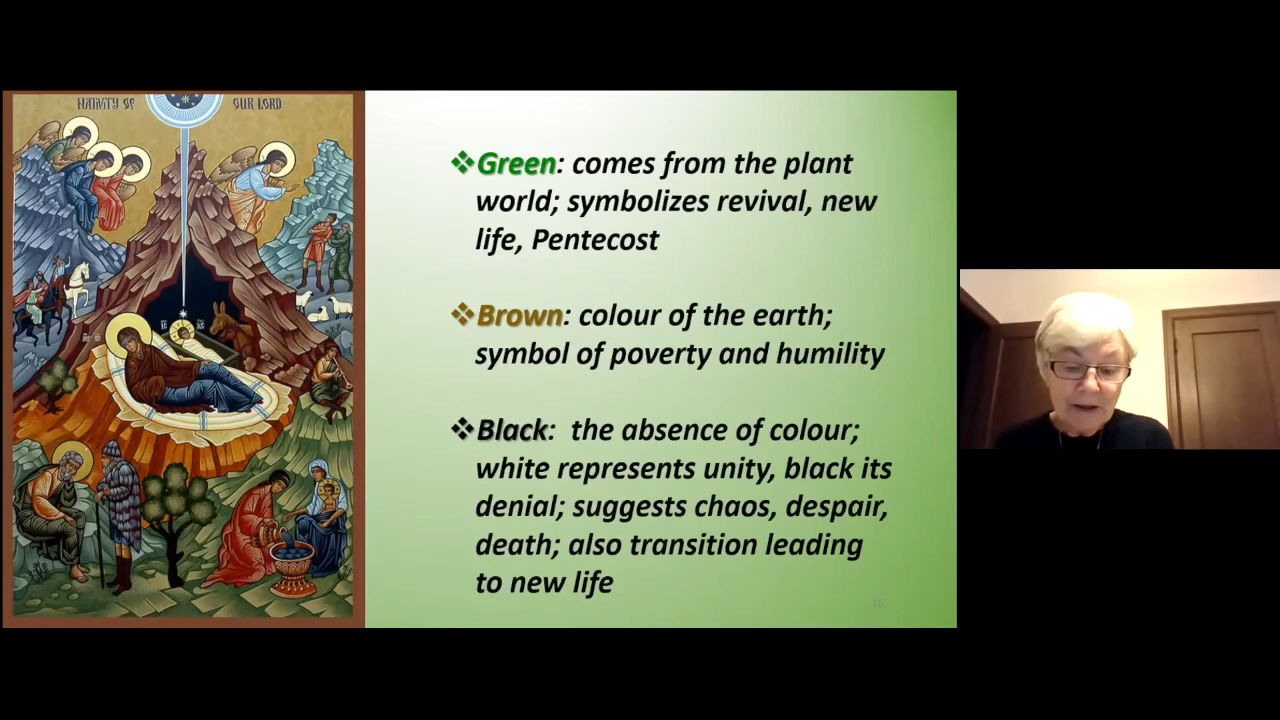 NATIVITY OF OUR LORD
IC XC
❖Green: comes from the plant
world; symbolizes revival, new
life, Pentecost
❖Brown: colour of the earth;
symbol of poverty and humility
❖Black: the absence of colour;
white represents unity, black its
denial; suggests chaos, despair,
death; also transition leading
to new life